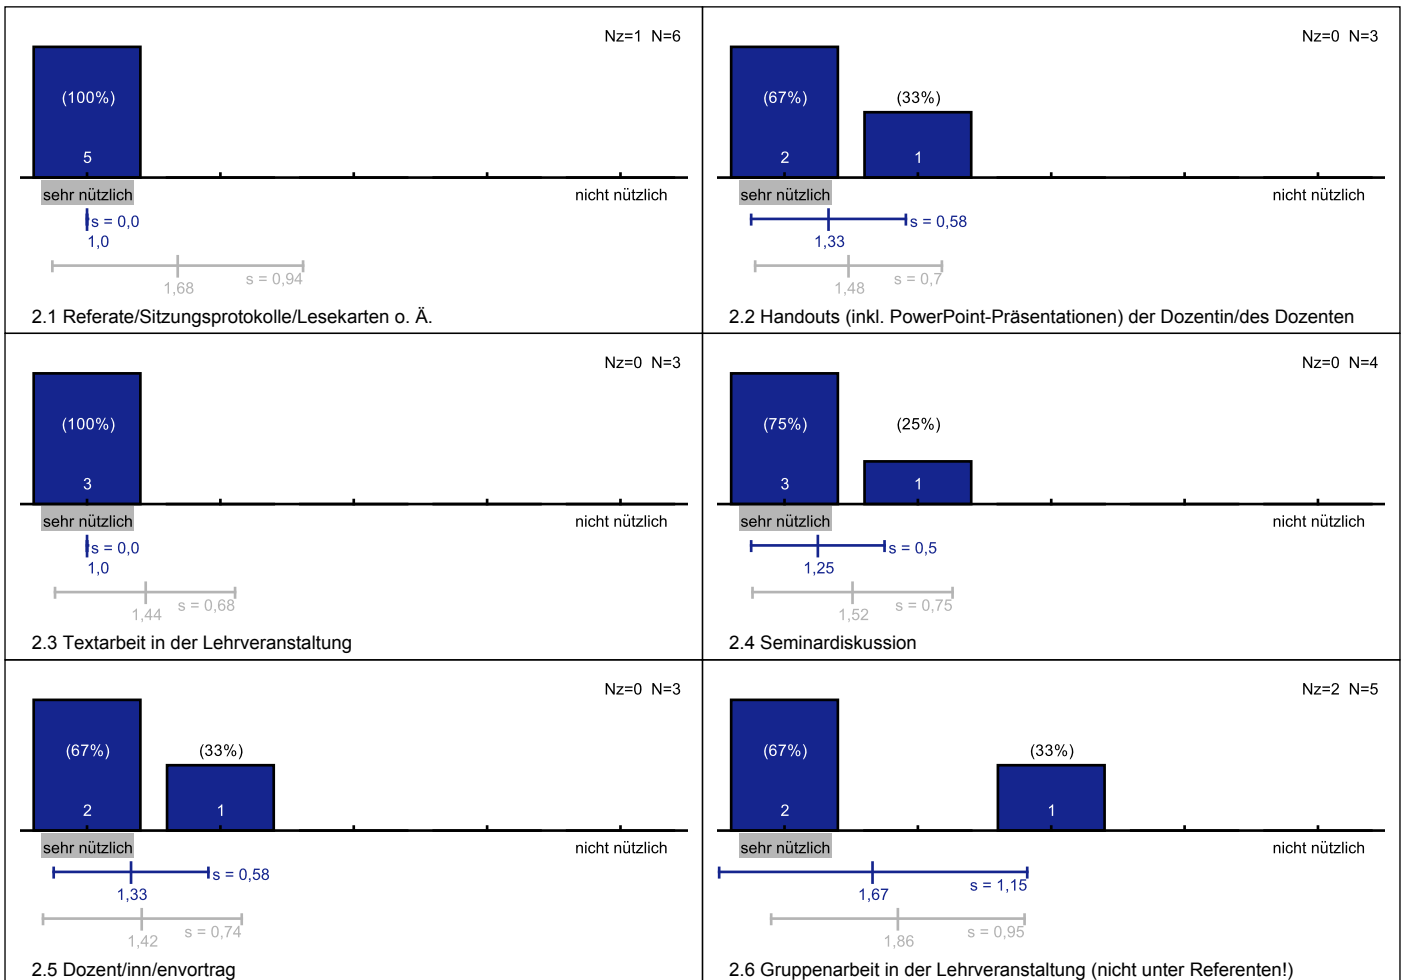 Nz=1 N=6
(100%)
5
sehr nützlich
nicht nützlich
s = 0,0
1,0
s = 0,94
1,68
2.1 Referate/Sitzungsprotokolle/Lesekarten o. Ä.
Nz=0 N=3
(67%)
(33%)
2
1
sehr nützlich
nicht nützlich
s = 0,58
1,33
s = 0,7
1,48
2.2 Handouts (inkl. PowerPoint-Präsentationen) der Dozentin/des Dozenten
Nz=0 N=3
(100%)
3
sehr nützlich
nicht nützlich
s = 0,0
1,0
s = 0,68
1,44
2.3 Textarbeit in der Lehrveranstaltung
Nz=0 N=4
(75%)
(25%)
3
1
sehr nützlich
nicht nützlich
s = 0,5
1,25
s = 0,75
1,52
2.4 Seminardiskussion
Nz=0 N=3
(67%)
(33%)
2
1
sehr nützlich
nicht nützlich
s = 0,58
1,33
s = 0,74
1,42
2.5 Dozent/inn/envortrag
Nz=2 N=5
(67%)
(33%)
2
1
sehr nützlich
nicht nützlich
s = 1,15
1,67
s = 0,95
1,86
2.6 Gruppenarbeit in der Lehrveranstaltung (nicht unter Referenten!)